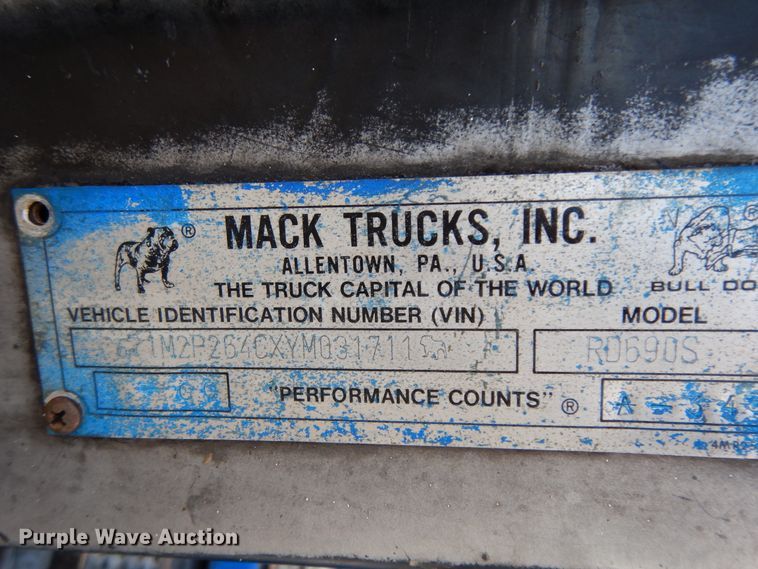 MACK TRUCKS, INC.
ALLENTOWN, PA., U.S.A.
THE TRUCK CAPITAL OF THE WORLD
BULL DO
VEHICLE IDENTIFICATION NUMBER (VIN)
MODEL
1M2P264CXYM031711
RD690S
"PERFORMANCE COUNTS" ®
Purple Wave Auction